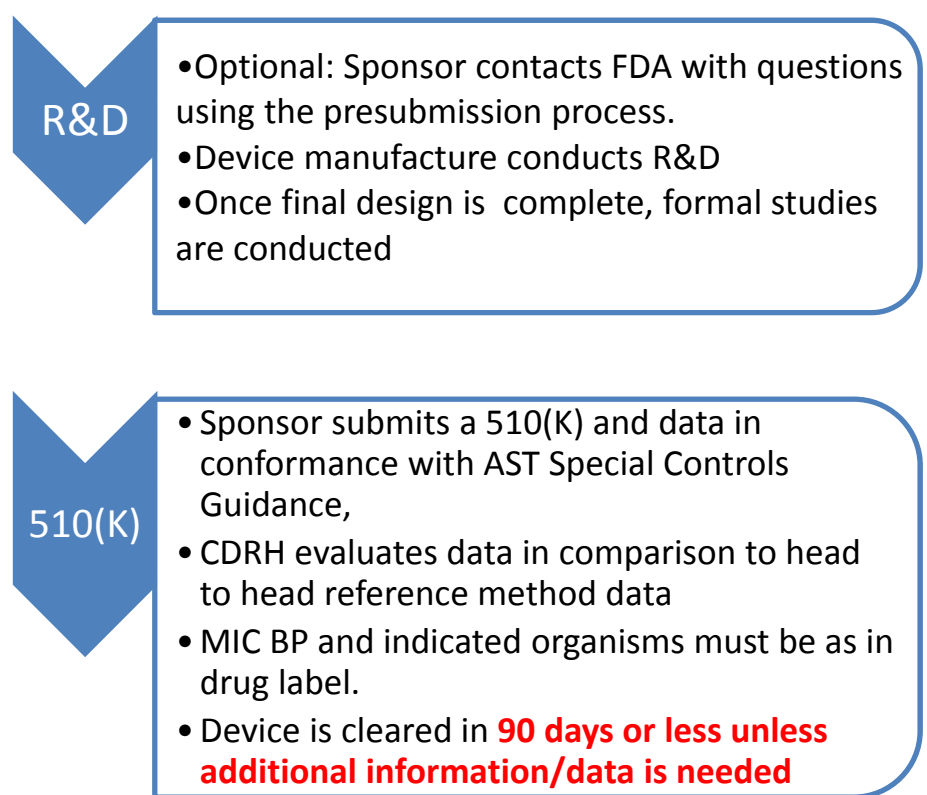 R&D
•Optional: Sponsor contacts FDA with questions
using the presubmission process.
•Device manufacture conducts R&D
•Once final design is  complete, formal studies
are conducted
510(K)
• Sponsor submits a 510(K) and data in
conformance with AST Special Controls
Guidance,
• CDRH evaluates data in comparison to head
to head reference method data
• MIC BP and indicated organisms must be as in
drug label.
• Device is cleared in 90 days or less unless
additional information/data is needed